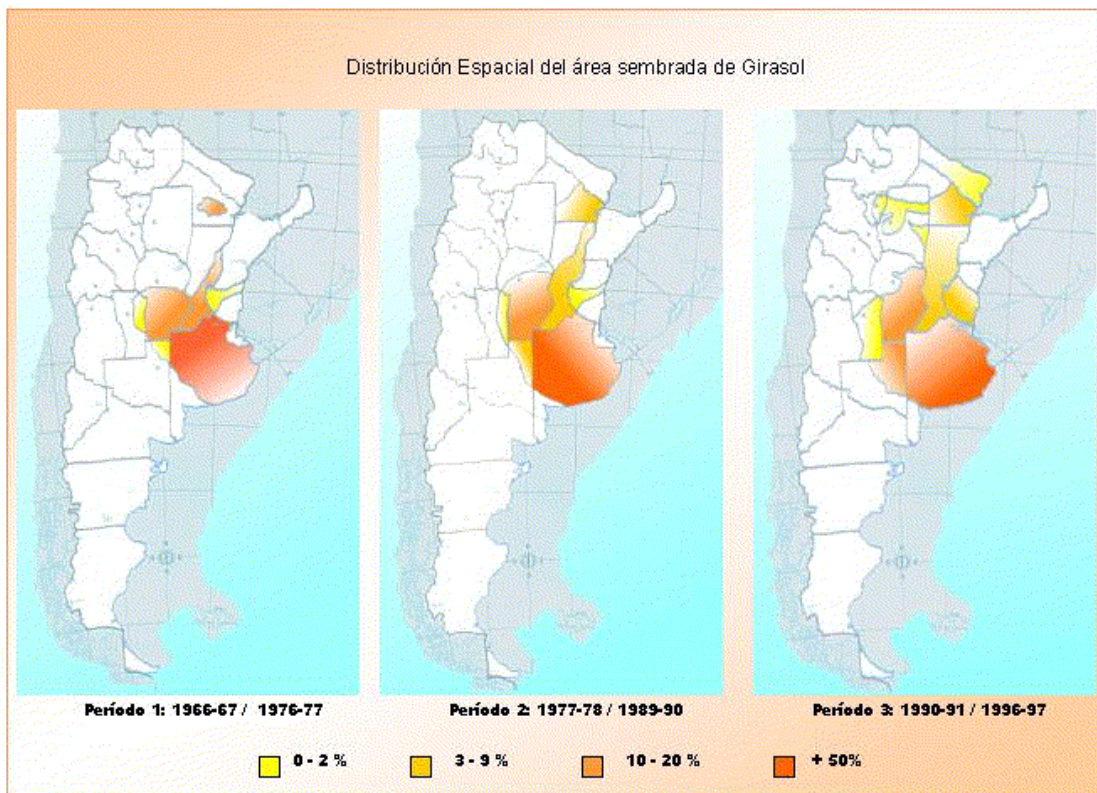 Distribución Espacial del área sembrada de Girasol
Período 1: 1966-67 / 1976-77
Período 2: 1977-78 / 1989-90
Período 3: 1990-91 / 1996-97
0 - 2 %
3 - 9 %
10 - 20 %
+ 50%